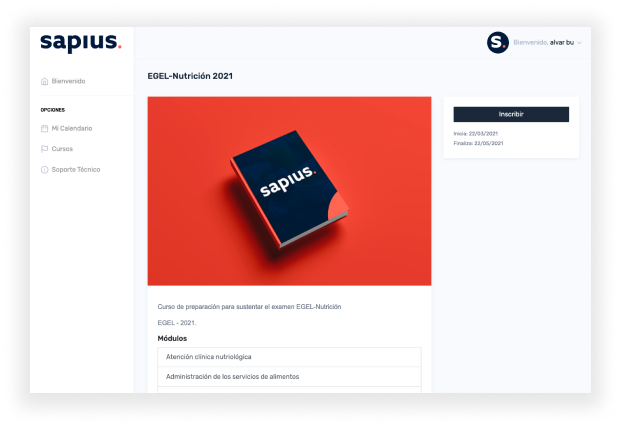 sapius.
S.
Bienvenido, alvar bu
Bienvenido
OPCIONES
Mi Calendario
Cursos
Soporte Técnico
EGEL-Nutrición 2021
sapius.
Inscribir
Inicia: 22/03/2021
Finaliza: 22/05/2021
Curso de preparación para sustentar el examen EGEL-Nutrición
EGEL - 2021.
Módulos
Atención clínica nutriológica
Administración de los servicios de alimentos